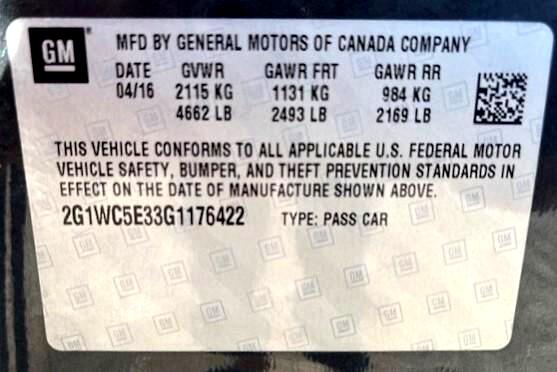 GM
MFD BY GENERAL MOTORS OF CANADA COMPANY
DATE GVWR GAWR FRT GAWR RR
04/16 2115 KG 1131 KG 984 KG
4662 LB 2493 LB 2169 LB
THIS VEHICLE CONFORMS TO ALL APPLICABLE U.S. FEDERAL MOTOR
VEHICLE SAFETY, BUMPER, AND THEFT PREVENTION STANDARDS IN
EFFECT ON THE DATE OF MANUFACTURE SHOWN ABOVE.
2G1WC5E33G1176422 TYPE: PASS CAR